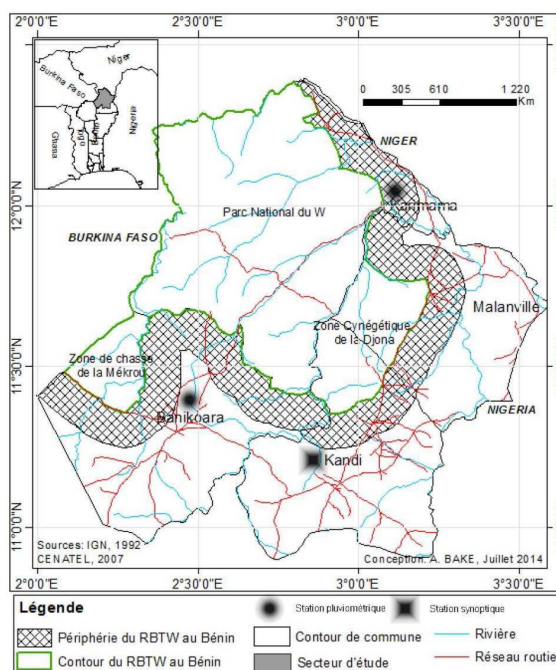 2°0'0"E 2°30'0"E 3°0'0"E 3°30'0"E
Niger
Burkina Faso
Ghana
Togo
Bénin
Nigeria
0 305 610 1 220
Km
NIGER
Karimama
12°0'0"N
Parc National du W
BURKINA FASO
Malanville
Zone Cynégétique
de la Djona
Zone de chasse
de la Mékrou
11°30'0"N
Banikoara
NIGERIA
Kandi
11°0'0"N
Sources: IGN, 1992
CENATEL, 2007
Conception: A. BAKE, Juillet 2014
2°0'0"E 2°30'0"E 3°0'0"E 3°30'0"E
Légende
Station pluviométrique
Station synoptique
Périphérie du RBTW au Bénin
Contour de commune
Rivière
Contour du RBTW au Bénin
Secteur d'étude
Réseau routie